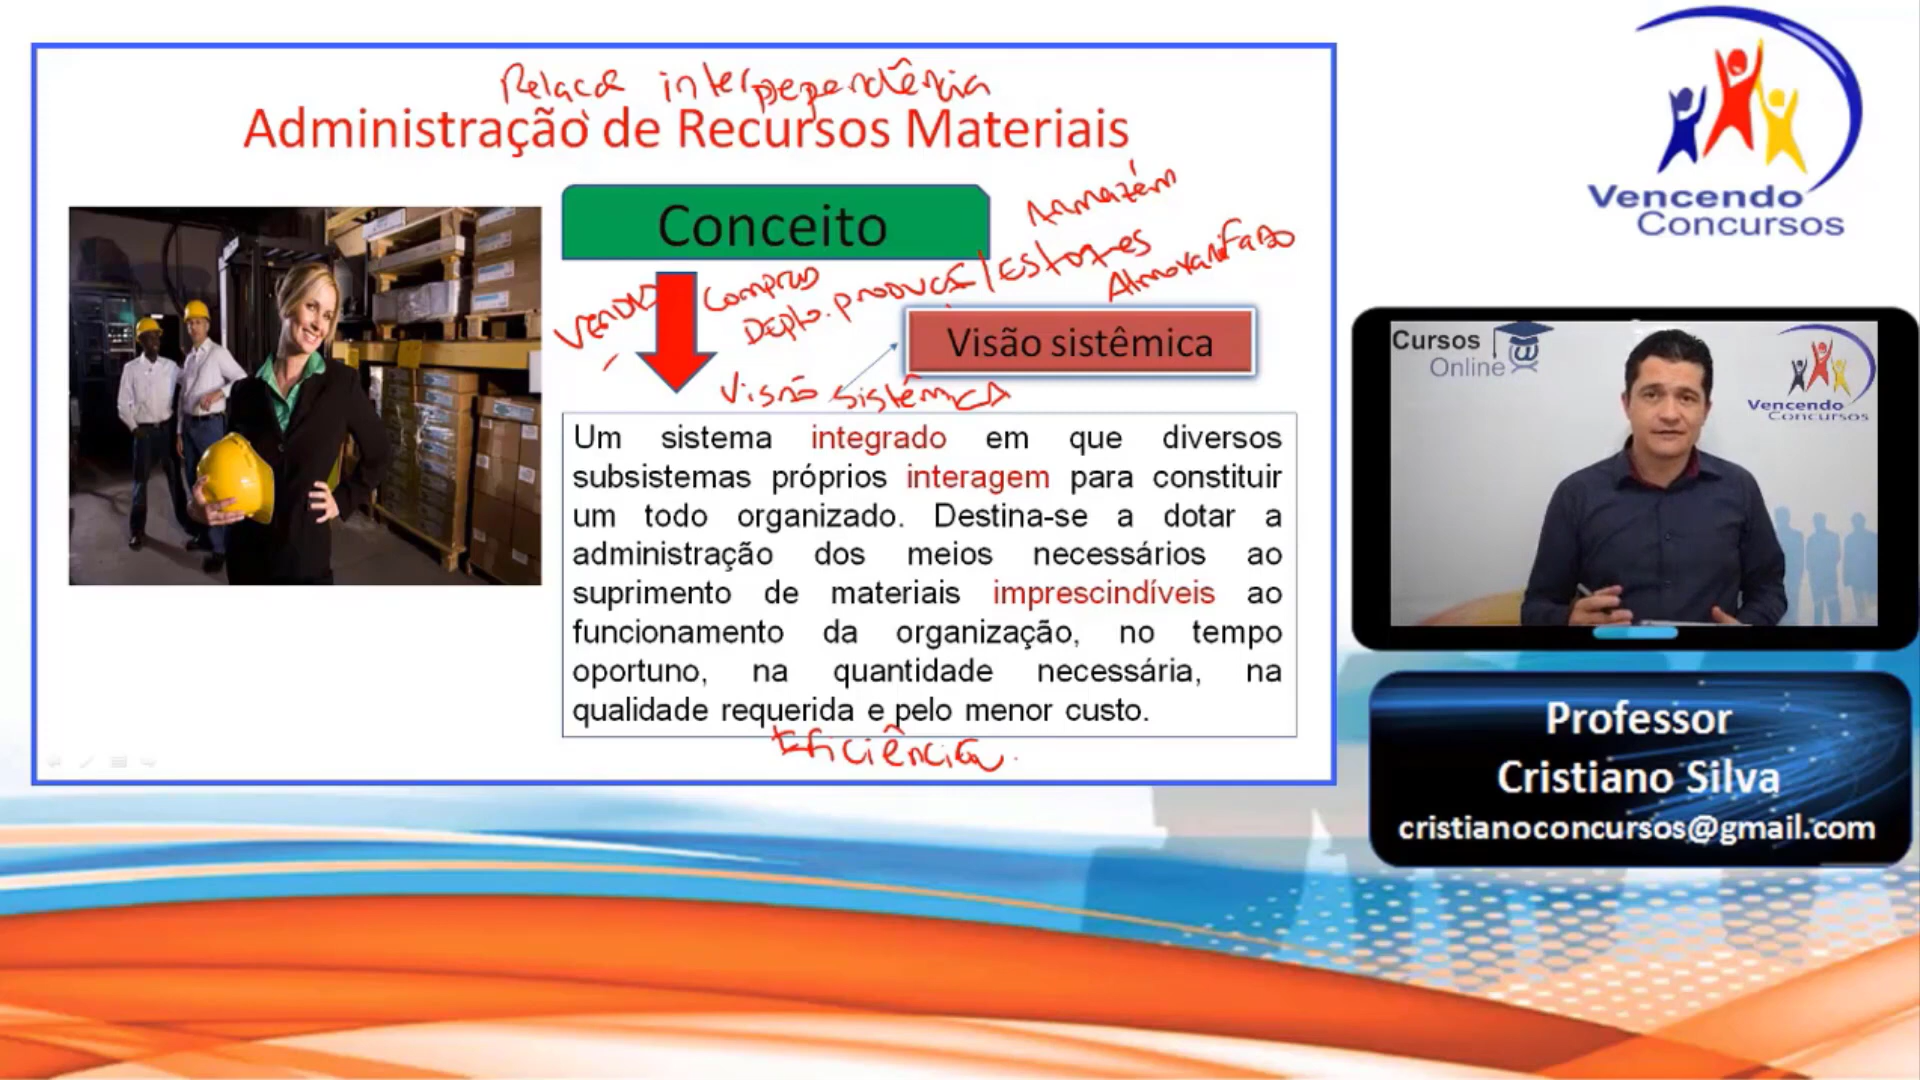 Relação interdependência
Administração de Recursos Materiais
Conceito
Armazém
Vendas
Compras
Depto. produção / Estoques
Almoxarifado
Visão sistêmica
Visão sistêmica
Um sistema integrado em que diversos
subsistemas próprios interagem para constituir
um todo organizado. Destina-se a dotar a
administração dos meios necessários ao
suprimento de materiais imprescindíveis ao
funcionamento da organização, no tempo
oportuno, na quantidade necessária, na
qualidade requerida e pelo menor custo.
Eficiência.
Vencendo
Concursos
Cursos
Online
Vencendo
Concursos
Professor
Cristiano Silva
cristianoconcursos@gmail.com